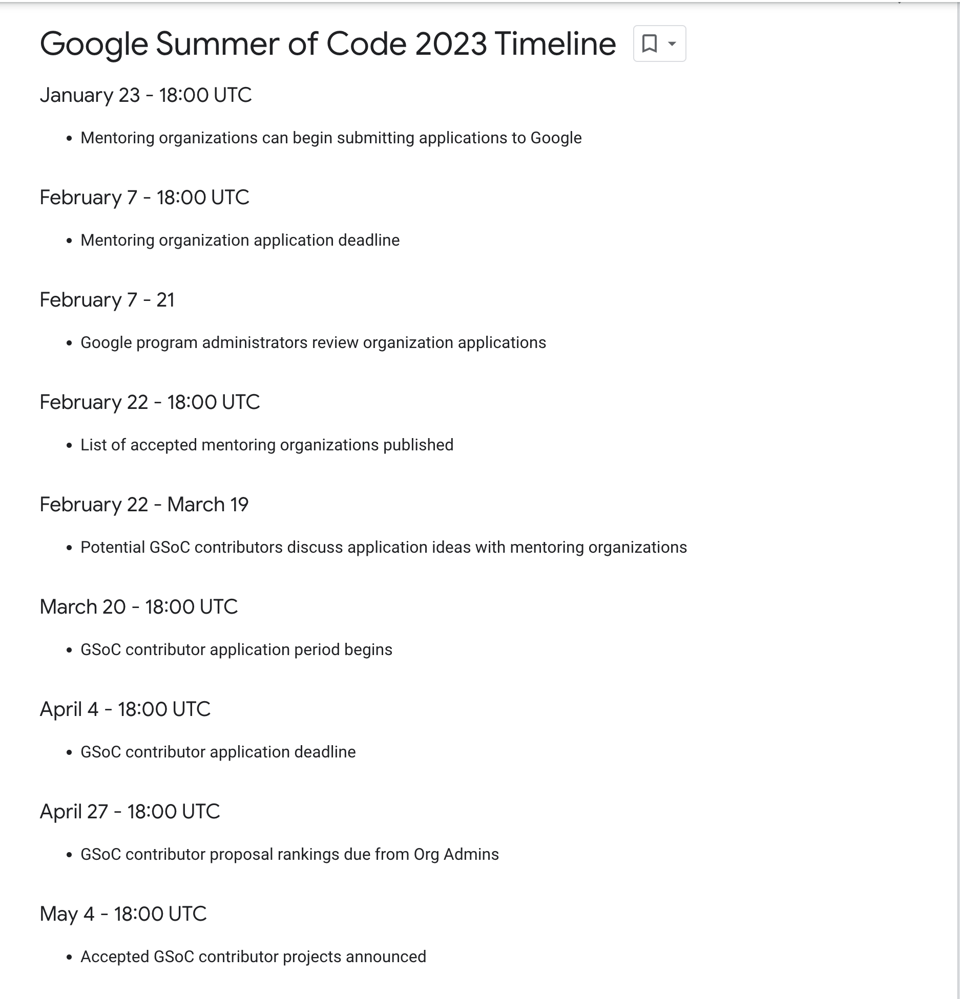 Google Summer of Code 2023 Timeline
January 23 - 18:00 UTC
• Mentoring organizations can begin submitting applications to Google
February 7 - 18:00 UTC
• Mentoring organization application deadline
February 7 - 21
• Google program administrators review organization applications
February 22 - 18:00 UTC
• List of accepted mentoring organizations published
February 22 - March 19
• Potential GSoC contributors discuss application ideas with mentoring organizations
March 20 - 18:00 UTC
• GSoC contributor application period begins
April 4 - 18:00 UTC
• GSoC contributor application deadline
April 27 - 18:00 UTC
• GSoC contributor proposal rankings due from Org Admins
May 4 - 18:00 UTC
• Accepted GSoC contributor projects announced